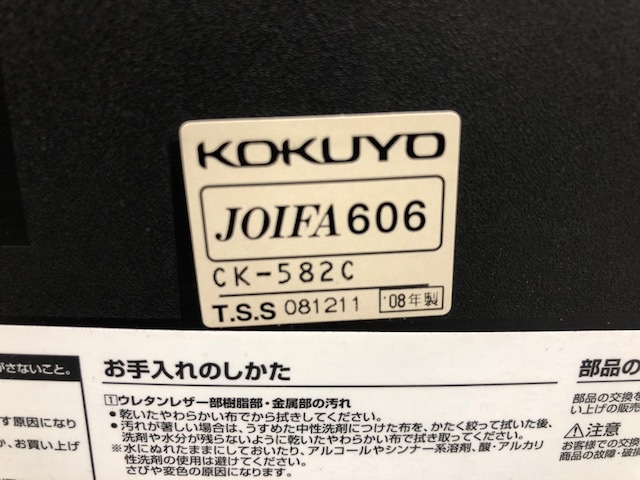 KOKUYO
JOIFA606
CK-582C
T.S.S 081211 '08年製
がさないこと。
す原因になり
か、お買い上げ
お手入れのしかた
1ウレタンレザー部樹脂部・金属部の汚れ
●乾いたやわらかい布でから拭きしてください。
●汚れが著しい場合は、うすめた中性洗剤につけた布を、かたく絞って拭いた後、
洗剤や水分が残らないように乾いたやわらかい布で拭き取ってください。
※水にぬれたままにしておいたり、アルコールやシンナー系溶剤、酸・アルカリ
性洗剤の使用は避けてください。
さびや変色の原因になります。
部品の
部品の交換を
い上げの販売
⚠注意
お客様での交換
商品の故障・破損